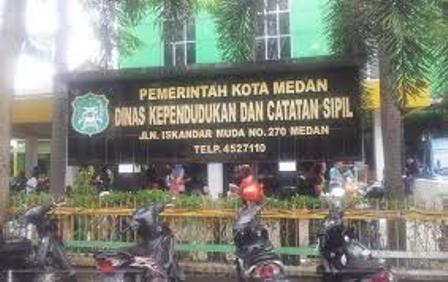 PEMERINTAH KOTA MEDAN
DINAS KEPENDUDUKAN DAN CATATAN SIPIL
JLN. ISKANDAR MUDA NO. 270 MEDAN
TELP. 4527110